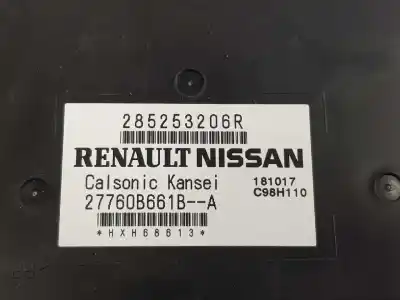 285253206R
RENAULT NISSAN
Calsonic Kansei 181017
27760B661B--A C98H110
*HXH68613*